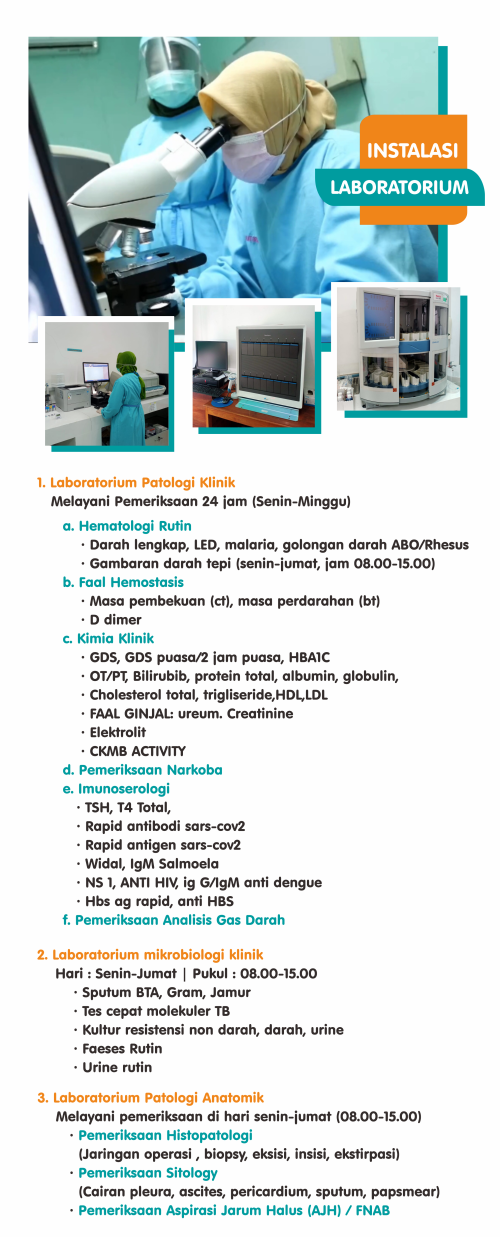 INSTALASI
LABORATORIUM
1. Laboratorium Patologi Klinik
Melayani Pemeriksaan 24 jam (Senin-Minggu)
a. Hematologi Rutin
· Darah lengkap, LED, malaria, golongan darah ABO/Rhesus
· Gambaran darah tepi (senin-jumat, jam 08.00-15.00)
b. Faal Hemostasis
· Masa pembekuan (ct), masa perdarahan (bt)
· D dimer
c. Kimia Klinik
· GDS, GDS puasa/2 jam puasa, HBA1C
· OT/PT, Bilirubib, protein total, albumin, globulin,
· Cholesterol total, trigliseride,HDL,LDL
· FAAL GINJAL: ureum. Creatinine
· Elektrolit
· CKMB ACTIVITY
d. Pemeriksaan Narkoba
e. Imunoserologi
· TSH, T4 Total,
· Rapid antibodi sars-cov2
· Rapid antigen sars-cov2
· Widal, IgM Salmoela
· NS 1, ANTI HIV, ig G/IgM anti dengue
· Hbs ag rapid, anti HBS
f. Pemeriksaan Analisis Gas Darah
2. Laboratorium mikrobiologi klinik
Hari : Senin-Jumat | Pukul : 08.00-15.00
· Sputum BTA, Gram, Jamur
· Tes cepat molekuler TB
· Kultur resistensi non darah, darah, urine
· Faeses Rutin
· Urine rutin
3. Laboratorium Patologi Anatomik
Melayani pemeriksaan di hari senin-jumat (08.00-15.00)
· Pemeriksaan Histopatologi
(Jaringan operasi , biopsy, eksisi, insisi, ekstirpasi)
· Pemeriksaan Sitology
(Cairan pleura, ascites, pericardium, sputum, papsmear)
· Pemeriksaan Aspirasi Jarum Halus (AJH) / FNAB